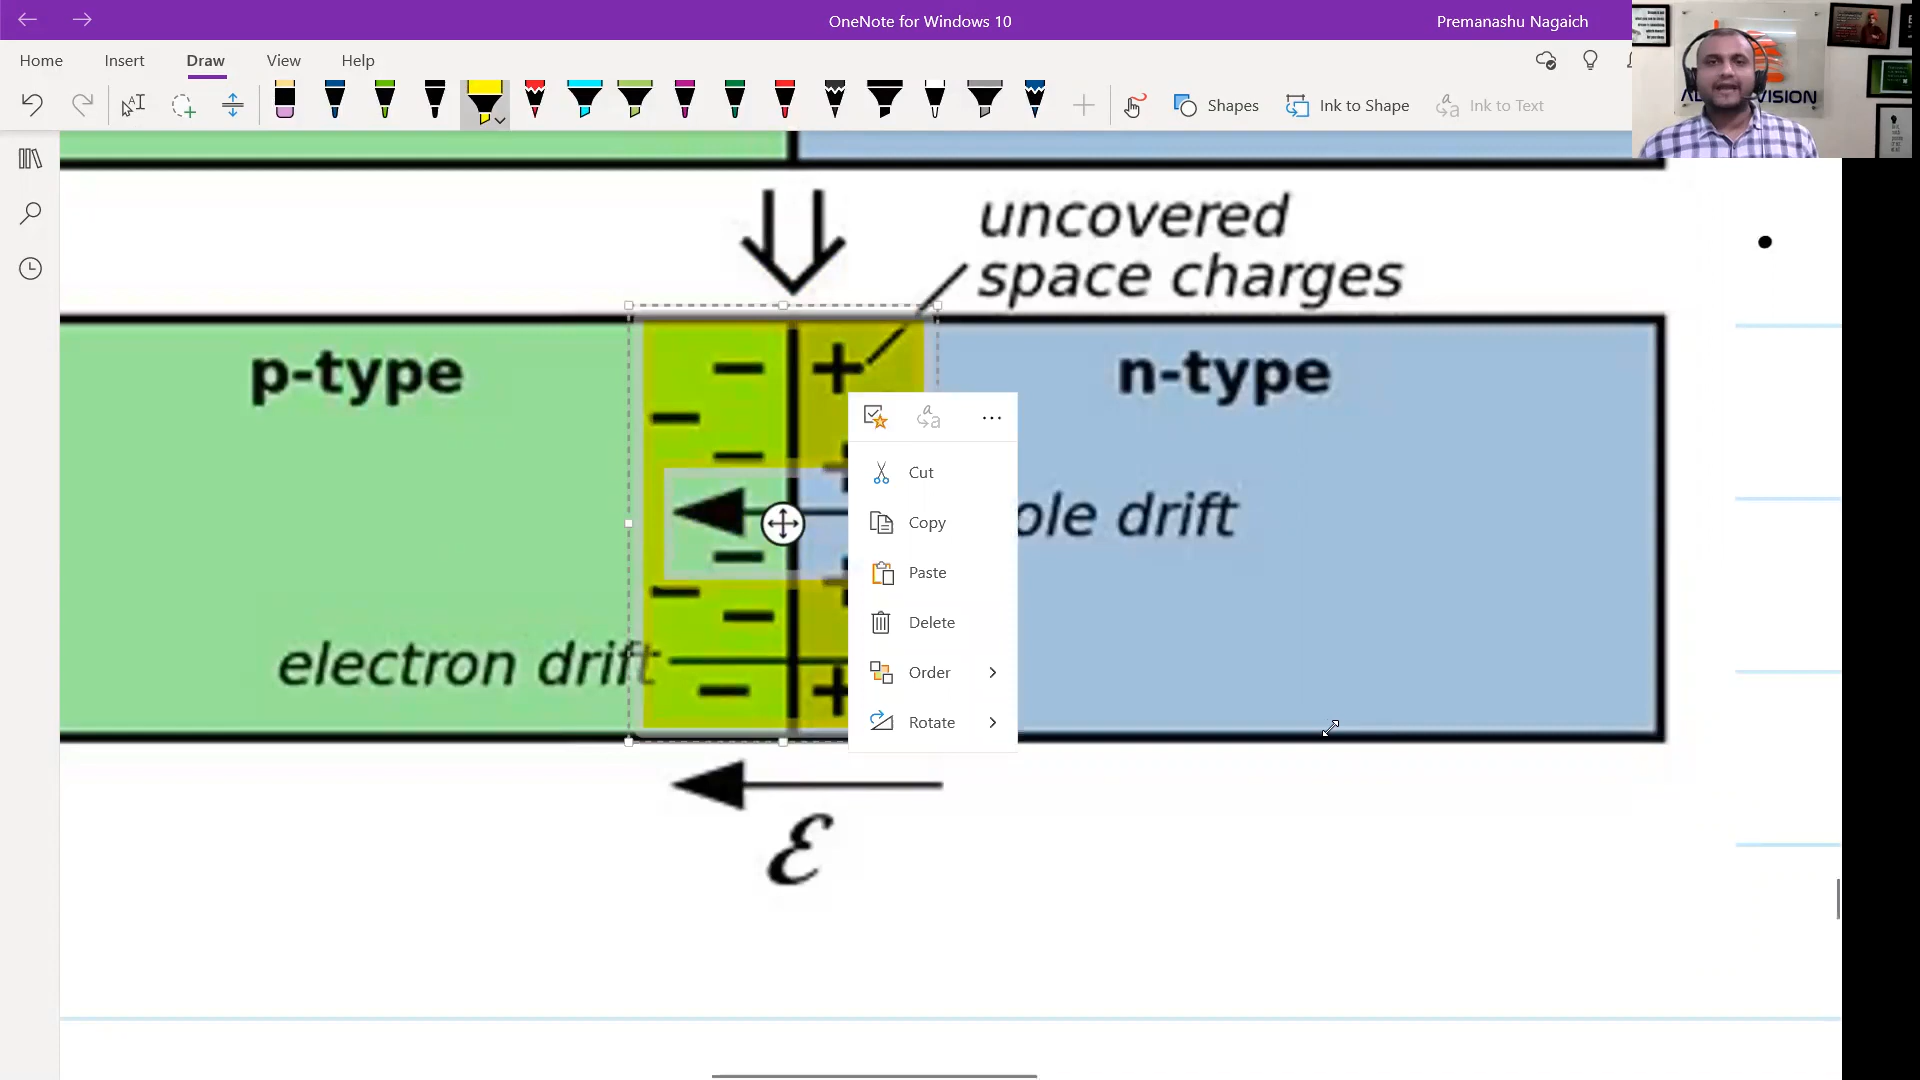 OneNote for Windows 10
Premanashu Nagaich
Home
Insert
Draw
View
Help
Shapes
Ink to Shape
Ink to Text
uncovered
space charges
p-type
n-type
ole drift
electron drift
Cut
Copy
Paste
Delete
Order
Rotate
ℰ
VISION